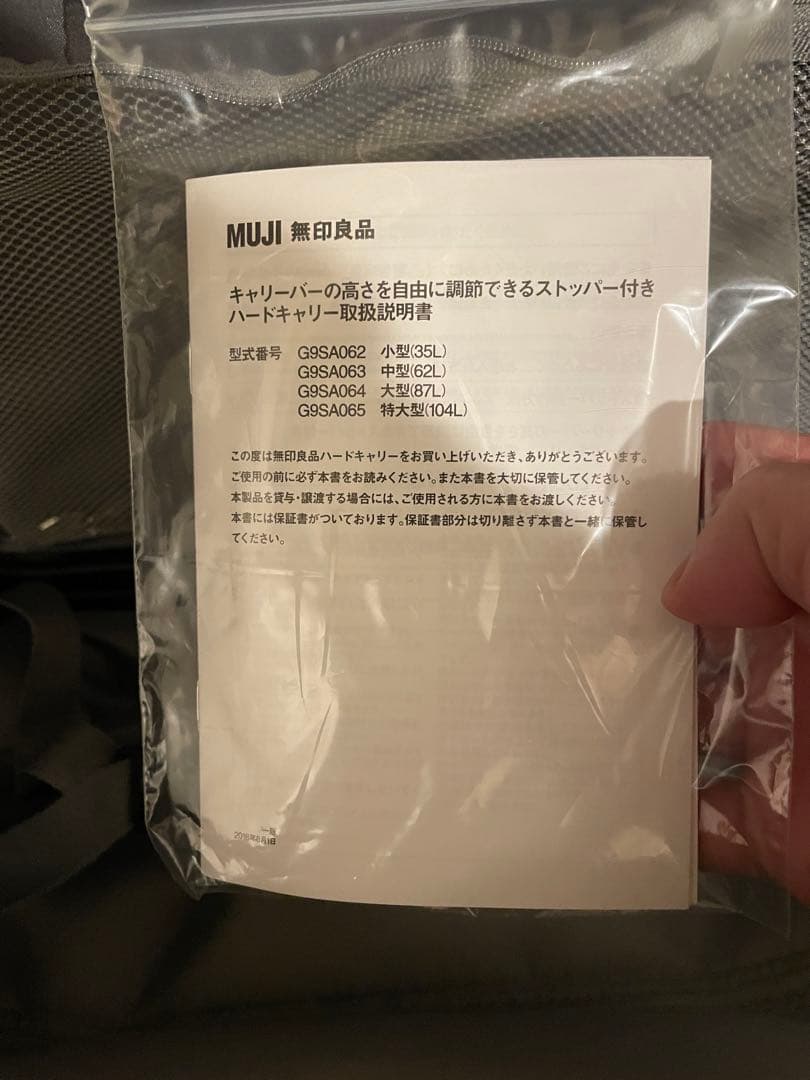 MUJI 無印良品
キャリーバーの高さを自由に調節できるストッパー付き
ハードキャリー取扱説明書
型式番号 G9SA062 小型(35L)
G9SA063 中型(62L)
G9SA064 大型(87L)
G9SA065 特大型(104L)
この度は無印良品ハードキャリーをお買い上げいただき、ありがとうございます。
ご使用の前に必ず本書をお読みください。また本書を大切に保管してください。
本製品を貸与・譲渡する場合には、ご使用される方に本書をお渡しください。
本書には保証書がついております。保証書部分は切り離さず本書と一緒に保管し
てください。